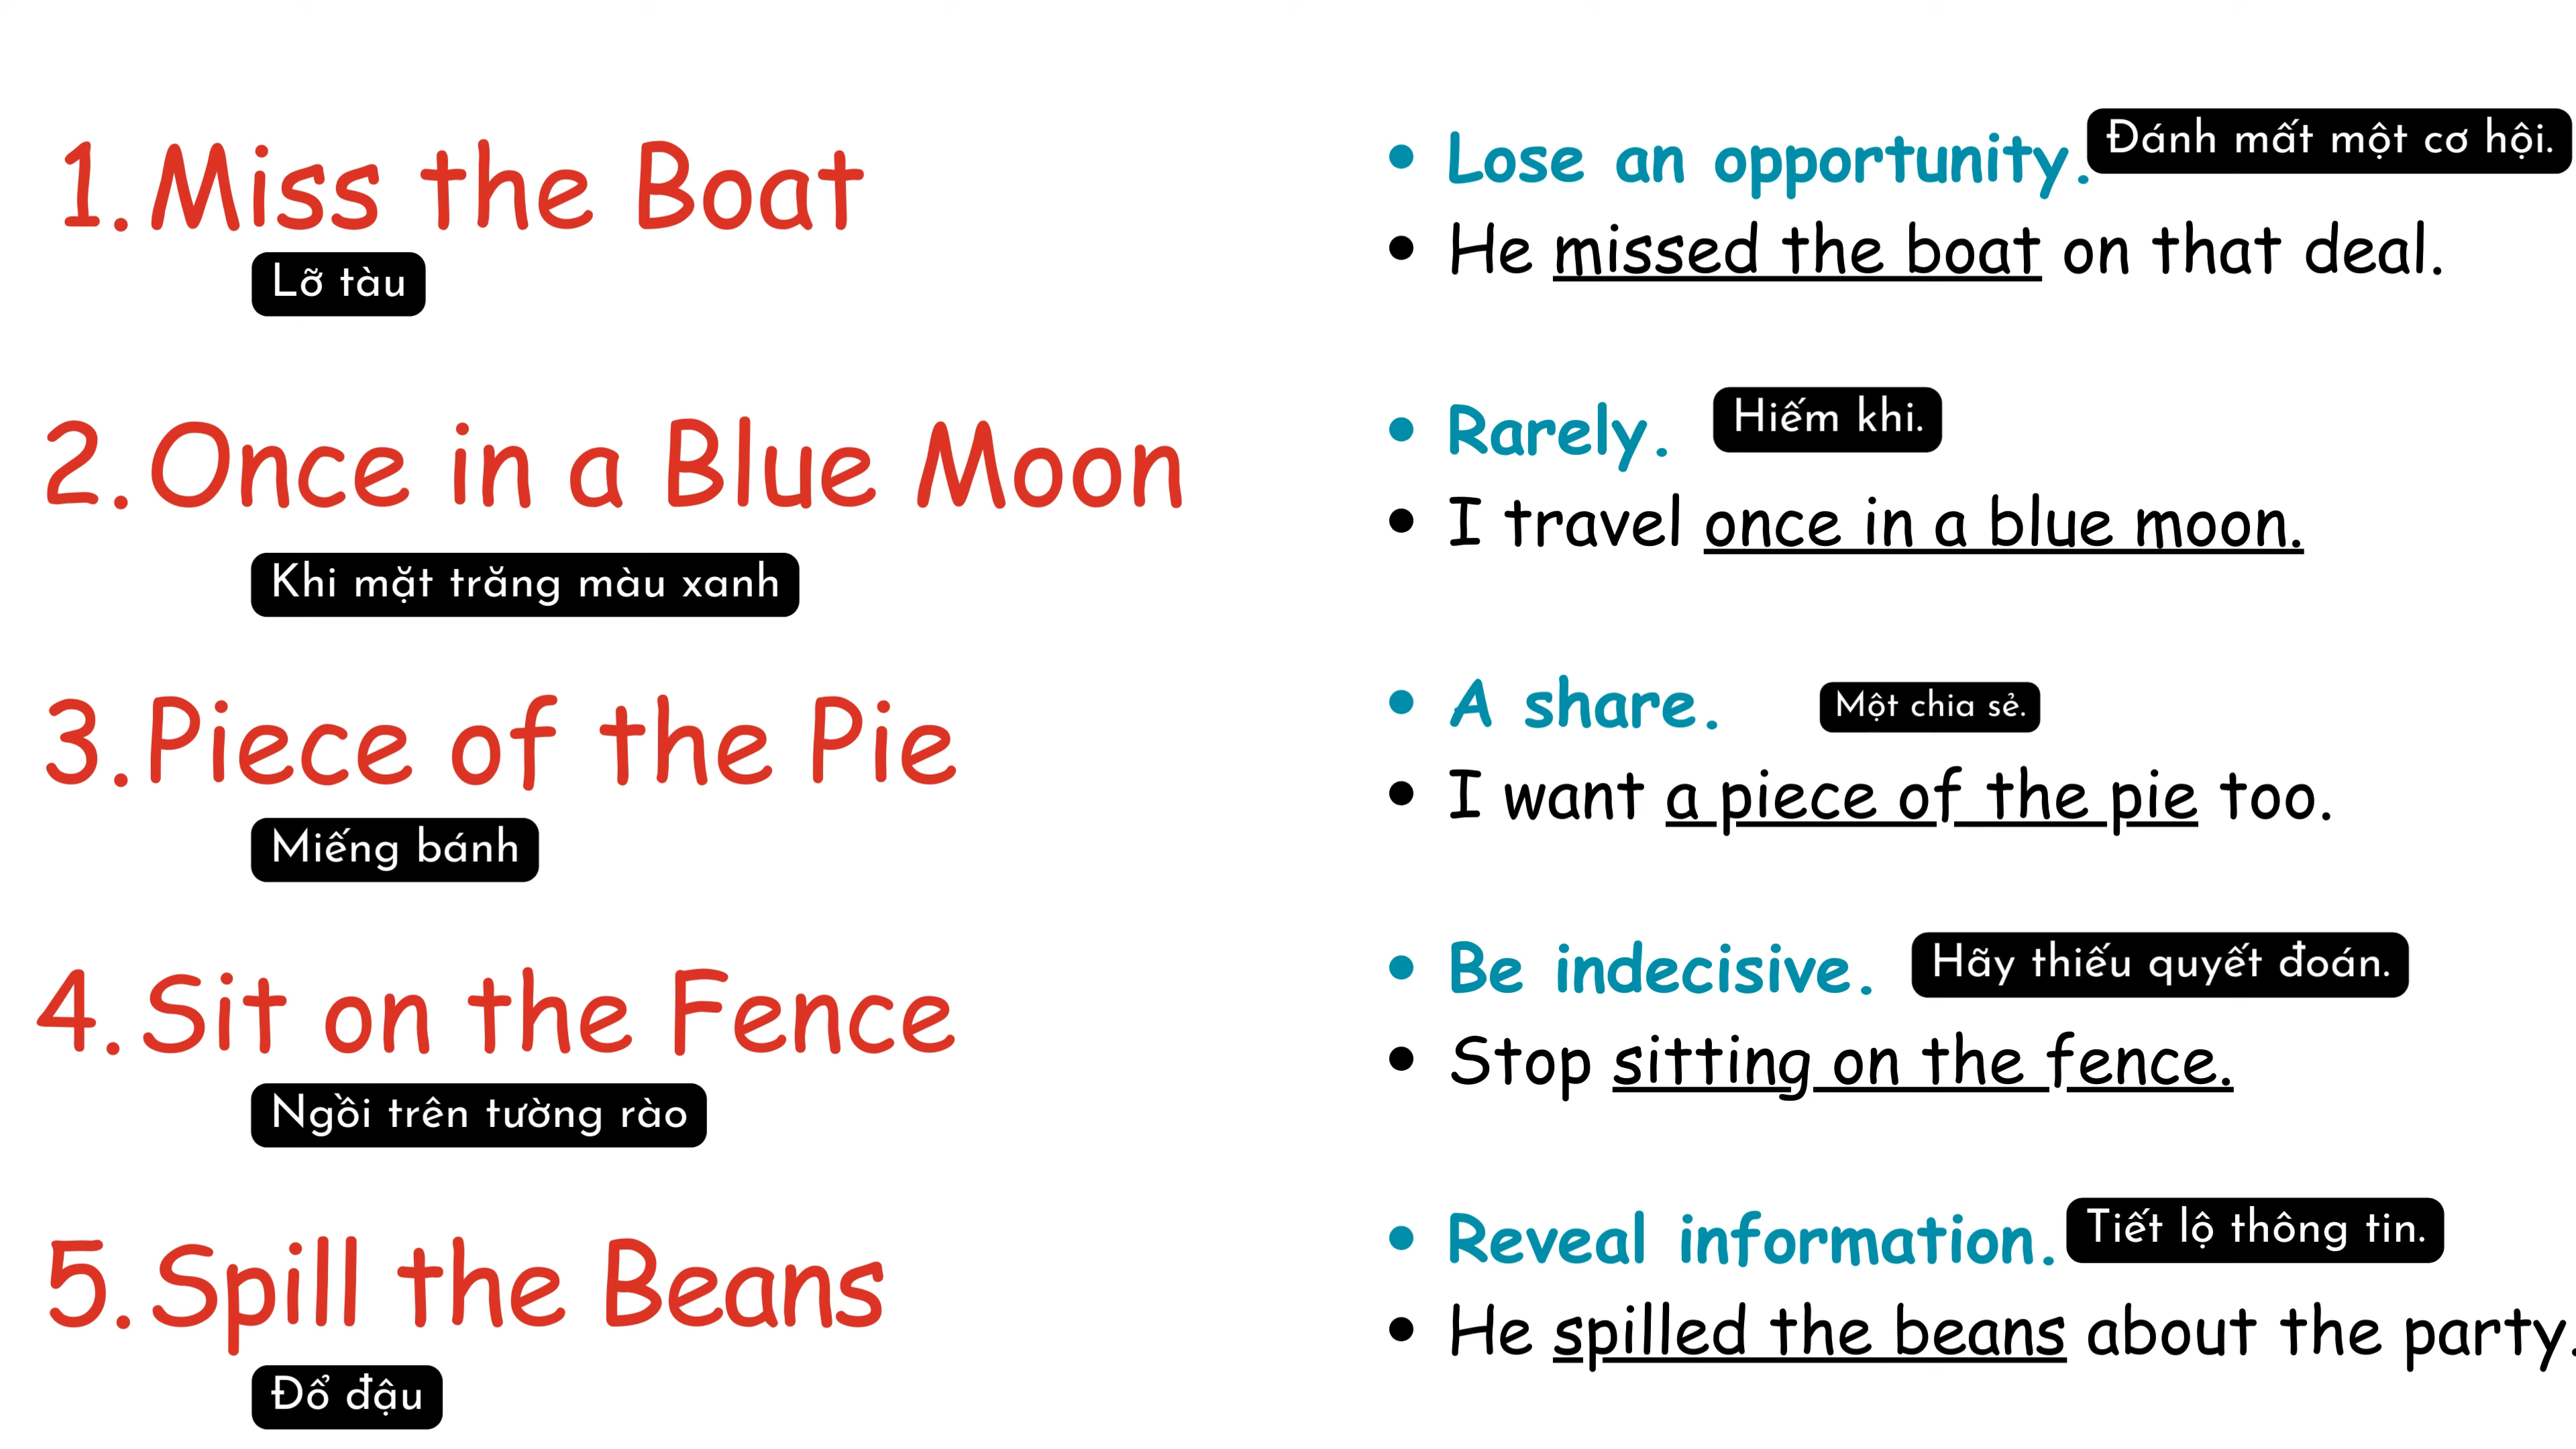 1. Miss the Boat
Lỡ tàu
Lose an opportunity.
Đánh mất một cơ hội.
He missed the boat on that deal.
2. Once in a Blue Moon
Khi mặt trăng màu xanh
Rarely.
Hiếm khi.
I travel once in a blue moon.
3. Piece of the Pie
Miếng bánh
A share.
Một chia sẻ.
I want a piece of the pie too.
4. Sit on the Fence
Ngồi trên tường rào
Be indecisive.
Hãy thiếu quyết đoán.
Stop sitting on the fence.
5. Spill the Beans
Đổ đậu
Reveal information.
Tiết lộ thông tin.
He spilled the beans about the party.